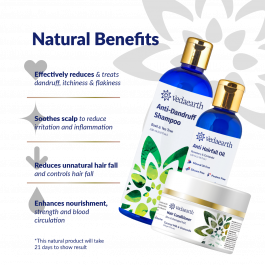 Natural Benefits
Effectively reduces & treats
dandruff, itchiness & flakiness
Soothes scalp to reduce
irritation and inflammation
Reduces unnatural hair fall
and controls hair fall
Enhances nourishment,
strength and blood
circulation
*This natural product will take
21 days to show result
vedaearth
Anti-Dandruff
Shampoo
vedaearth
Anti Hairfall Oil
vedaearth
Hair Conditioner